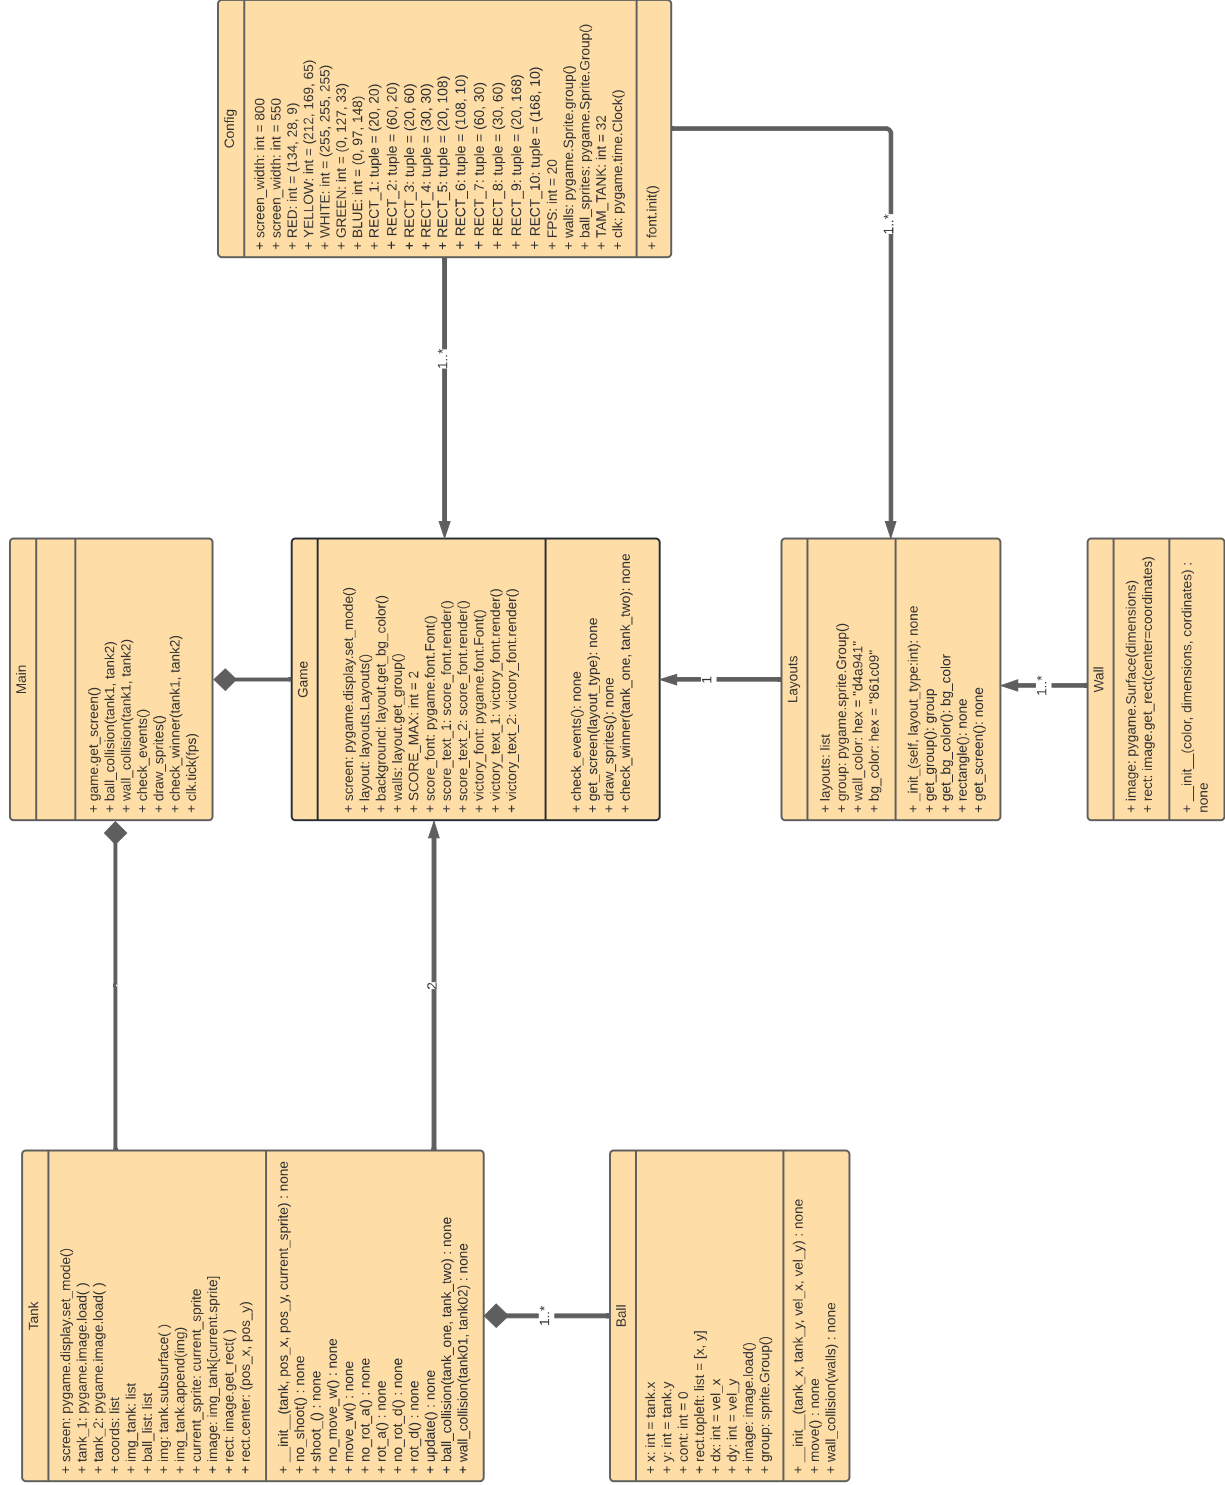 Tank
+ screen: pygame.display.set_mode()
+ tank_1: pygame.image.load( )
+ tank_2: pygame.image.load( )
+ coords: list
+ img_tank: list
+ ball_list: list
+ img: tank.subsurface( )
+ img_tank.append(img)
+ current_sprite: current_sprite
+ image: img_tank[current.sprite]
+ rect: image.get_rect( )
+ rect.center: (pos_x, pos_y)
+ __init__(tank, pos_x, pos_y, current_sprite) : none
+ no_shoot() : none
+ shoot_() : none
+ no_move_w() : none
+ move_w() : none
+ no_rot_a() : none
+ rot_a() : none
+ no_rot_d() : none
+ rot_d() : none
+ update() : none
+ ball_collision(tank_one, tank_two) : none
+ wall_collision(tank01, tank02) : none
1..*
Ball
+ x: int = tank.x
+ y: int = tank.y
+ cont: int = 0
+ rect.topleft: list = [x, y]
+ dx: int = vel_x
+ dy: int = vel_y
+ image: image.load()
+ group: sprite.Group()
+ __init__(tank_x, tank_y, vel_x, vel_y) : none
+ move() : none
+ wall_collision(walls) : none
2
Main
+ game.get_screen()
+ ball_collision(tank1, tank2)
+ wall_collision(tank1, tank2)
+ check_events()
+ draw_sprites()
+ check_winner(tank1, tank2)
+ clk.tick(fps)
Game
+ screen: pygame.display.set_mode()
+ layout: layouts.Layouts()
+ background: layout.get_bg_color()
+ walls: layout.get_group()
+ SCORE_MAX: int = 2
+ score_font: pygame.font.Font()
+ score_text_1: score_font.render()
+ score_text_2: score_font.render()
+ victory_font: pygame.font.Font()
+ victory_text_1: victory_font.render()
+ victory_text_2: victory_font.render()
+ check_events(): none
+ get_screen(layout_type): none
+ draw_sprites(): none
+ check_winner(tank_one, tank_two): none
1
Layouts
+ layouts: list
+ group: pygame.sprite.Group()
+ wall_color: hex = "d4a941"
+ bg_color: hex = "861c09"
+ _init_(self, layout_type:int): none
+ get_group(): group
+ get_bg_color(): bg_color
+ rectangle(): none
+ get_screen(): none
1..*
Wall
+ image: pygame.Surface(dimensions)
+ rect: image.get_rect(center=coordinates)
+ __init__(color, dimensions, cordinates) :
none
1..*
1..*
Config
+ screen_width: int = 800
+ screen_width: int = 550
+ RED: int = (134, 28, 9)
+ YELLOW: int = (212, 169, 65)
+ WHITE: int = (255, 255, 255)
+ GREEN: int = (0, 127, 33)
+ BLUE: int = (0, 97, 148)
+ RECT_1: tuple = (20, 20)
+ RECT_2: tuple = (60, 20)
+ RECT_3: tuple = (20, 60)
+ RECT_4: tuple = (30, 30)
+ RECT_5: tuple = (20, 108)
+ RECT_6: tuple = (108, 10)
+ RECT_7: tuple = (60, 30)
+ RECT_8: tuple = (30, 60)
+ RECT_9: tuple = (20, 168)
+ RECT_10: tuple = (168, 10)
+ FPS: int = 20
+ walls: pygame.Sprite.group()
+ ball_sprites: pygame.Sprite.Group()
+ TAM_TANK: int = 32
+ clk: pygame.time.Clock()
+ font.init()